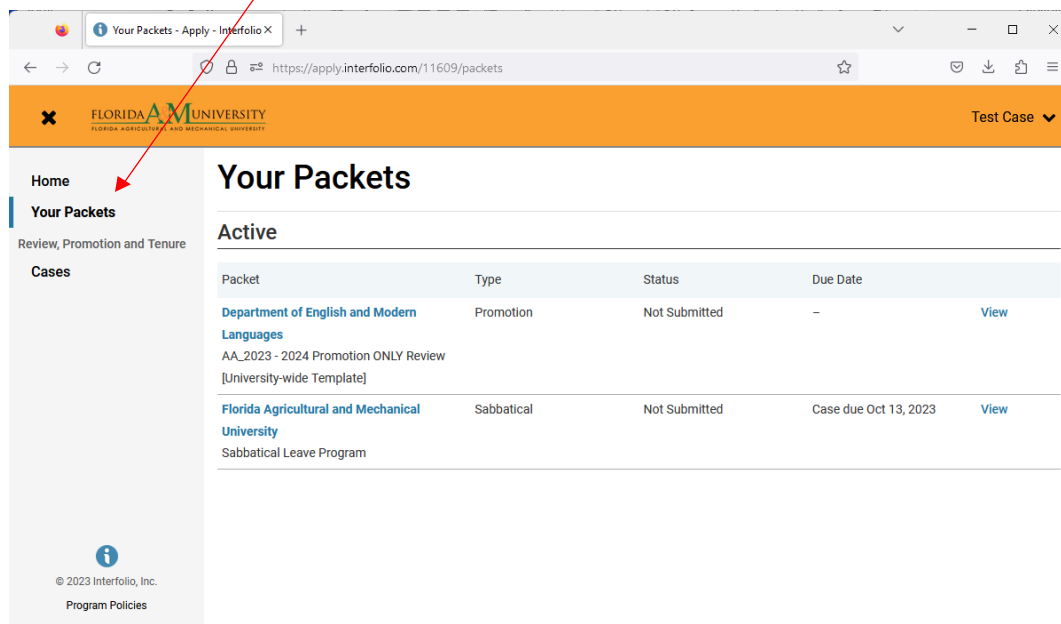 Your Packets - Apply - Interfolio
https://apply.interfolio.com/11609/packets
FLORIDA A&M UNIVERSITY
FLORIDA AGRICULTURAL AND MECHANICAL UNIVERSITY
Test Case
Home
Your Packets
Review, Promotion and Tenure
Cases
Your Packets
Active
Packet Type Status Due Date
Department of English and Modern Promotion Not Submitted – View
Languages
AA_2023 - 2024 Promotion ONLY Review
[University-wide Template]
Florida Agricultural and Mechanical Sabbatical Not Submitted Case due Oct 13, 2023 View
University
Sabbatical Leave Program
© 2023 Interfolio, Inc.
Program Policies